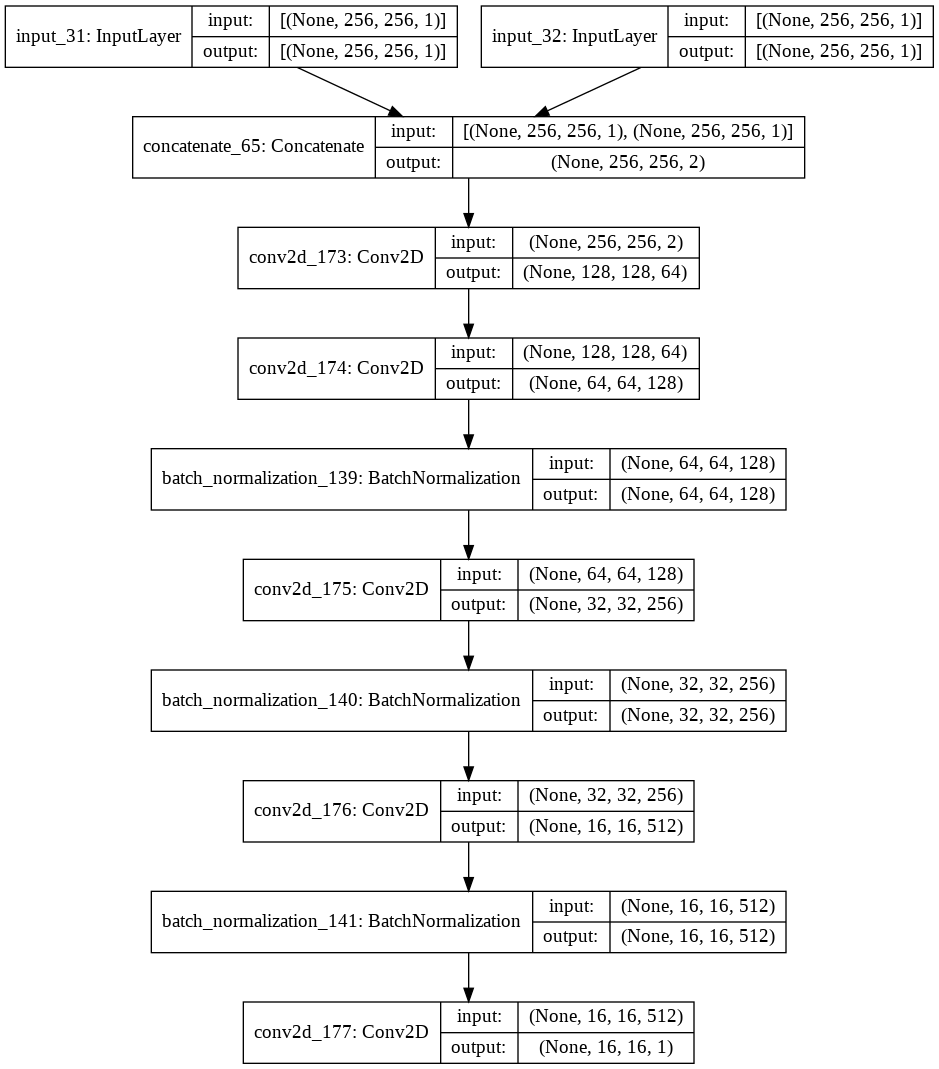 input_31: InputLayer
input: [(None, 256, 256, 1)]
output: [(None, 256, 256, 1)]
input_32: InputLayer
input: [(None, 256, 256, 1)]
output: [(None, 256, 256, 1)]
concatenate_65: Concatenate
input: [(None, 256, 256, 1), (None, 256, 256, 1)]
output: (None, 256, 256, 2)
conv2d_173: Conv2D
input: (None, 256, 256, 2)
output: (None, 128, 128, 64)
conv2d_174: Conv2D
input: (None, 128, 128, 64)
output: (None, 64, 64, 128)
batch_normalization_139: BatchNormalization
input: (None, 64, 64, 128)
output: (None, 64, 64, 128)
conv2d_175: Conv2D
input: (None, 64, 64, 128)
output: (None, 32, 32, 256)
batch_normalization_140: BatchNormalization
input: (None, 32, 32, 256)
output: (None, 32, 32, 256)
conv2d_176: Conv2D
input: (None, 32, 32, 256)
output: (None, 16, 16, 512)
batch_normalization_141: BatchNormalization
input: (None, 16, 16, 512)
output: (None, 16, 16, 512)
conv2d_177: Conv2D
input: (None, 16, 16, 512)
output: (None, 16, 16, 1)